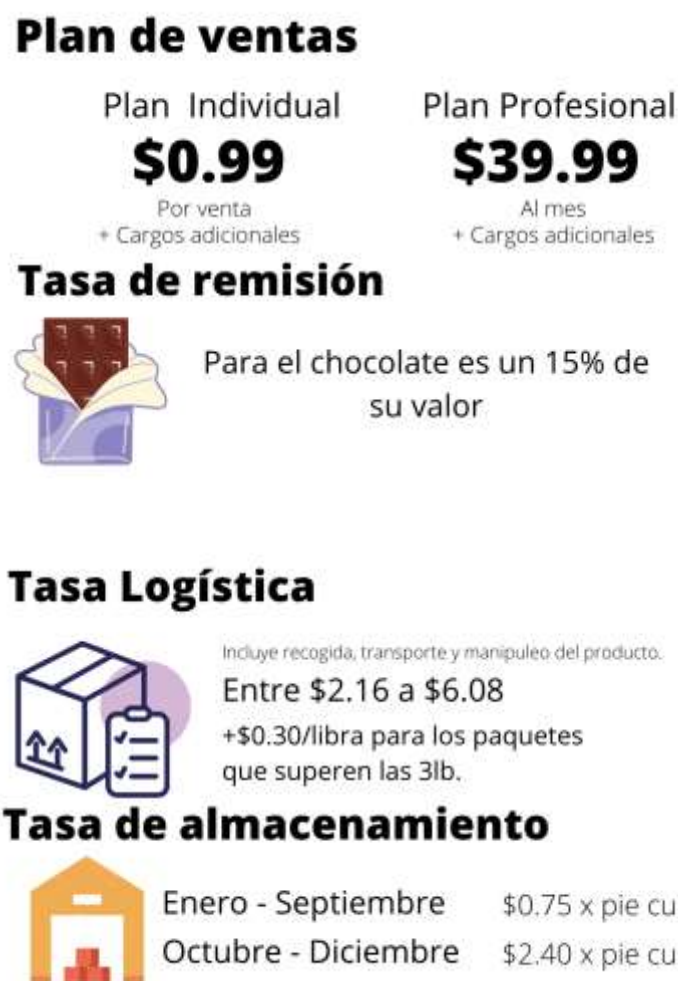 Plan de ventas
Plan Individual
$0.99
Por venta
+ Cargos adicionales
Plan Profesional
$39.99
Al mes
+ Cargos adicionales
Tasa de remisión
Para el chocolate es un 15% de
su valor
Tasa Logística
Incluye recogida, transporte y manipuleo del producto.
Entre $2.16 a $6.08
+$0.30/libra para los paquetes
que superen las 3lb.
Tasa de almacenamiento
Enero - Septiembre $0.75 x pie cu
Octubre - Diciembre $2.40 x pie cu